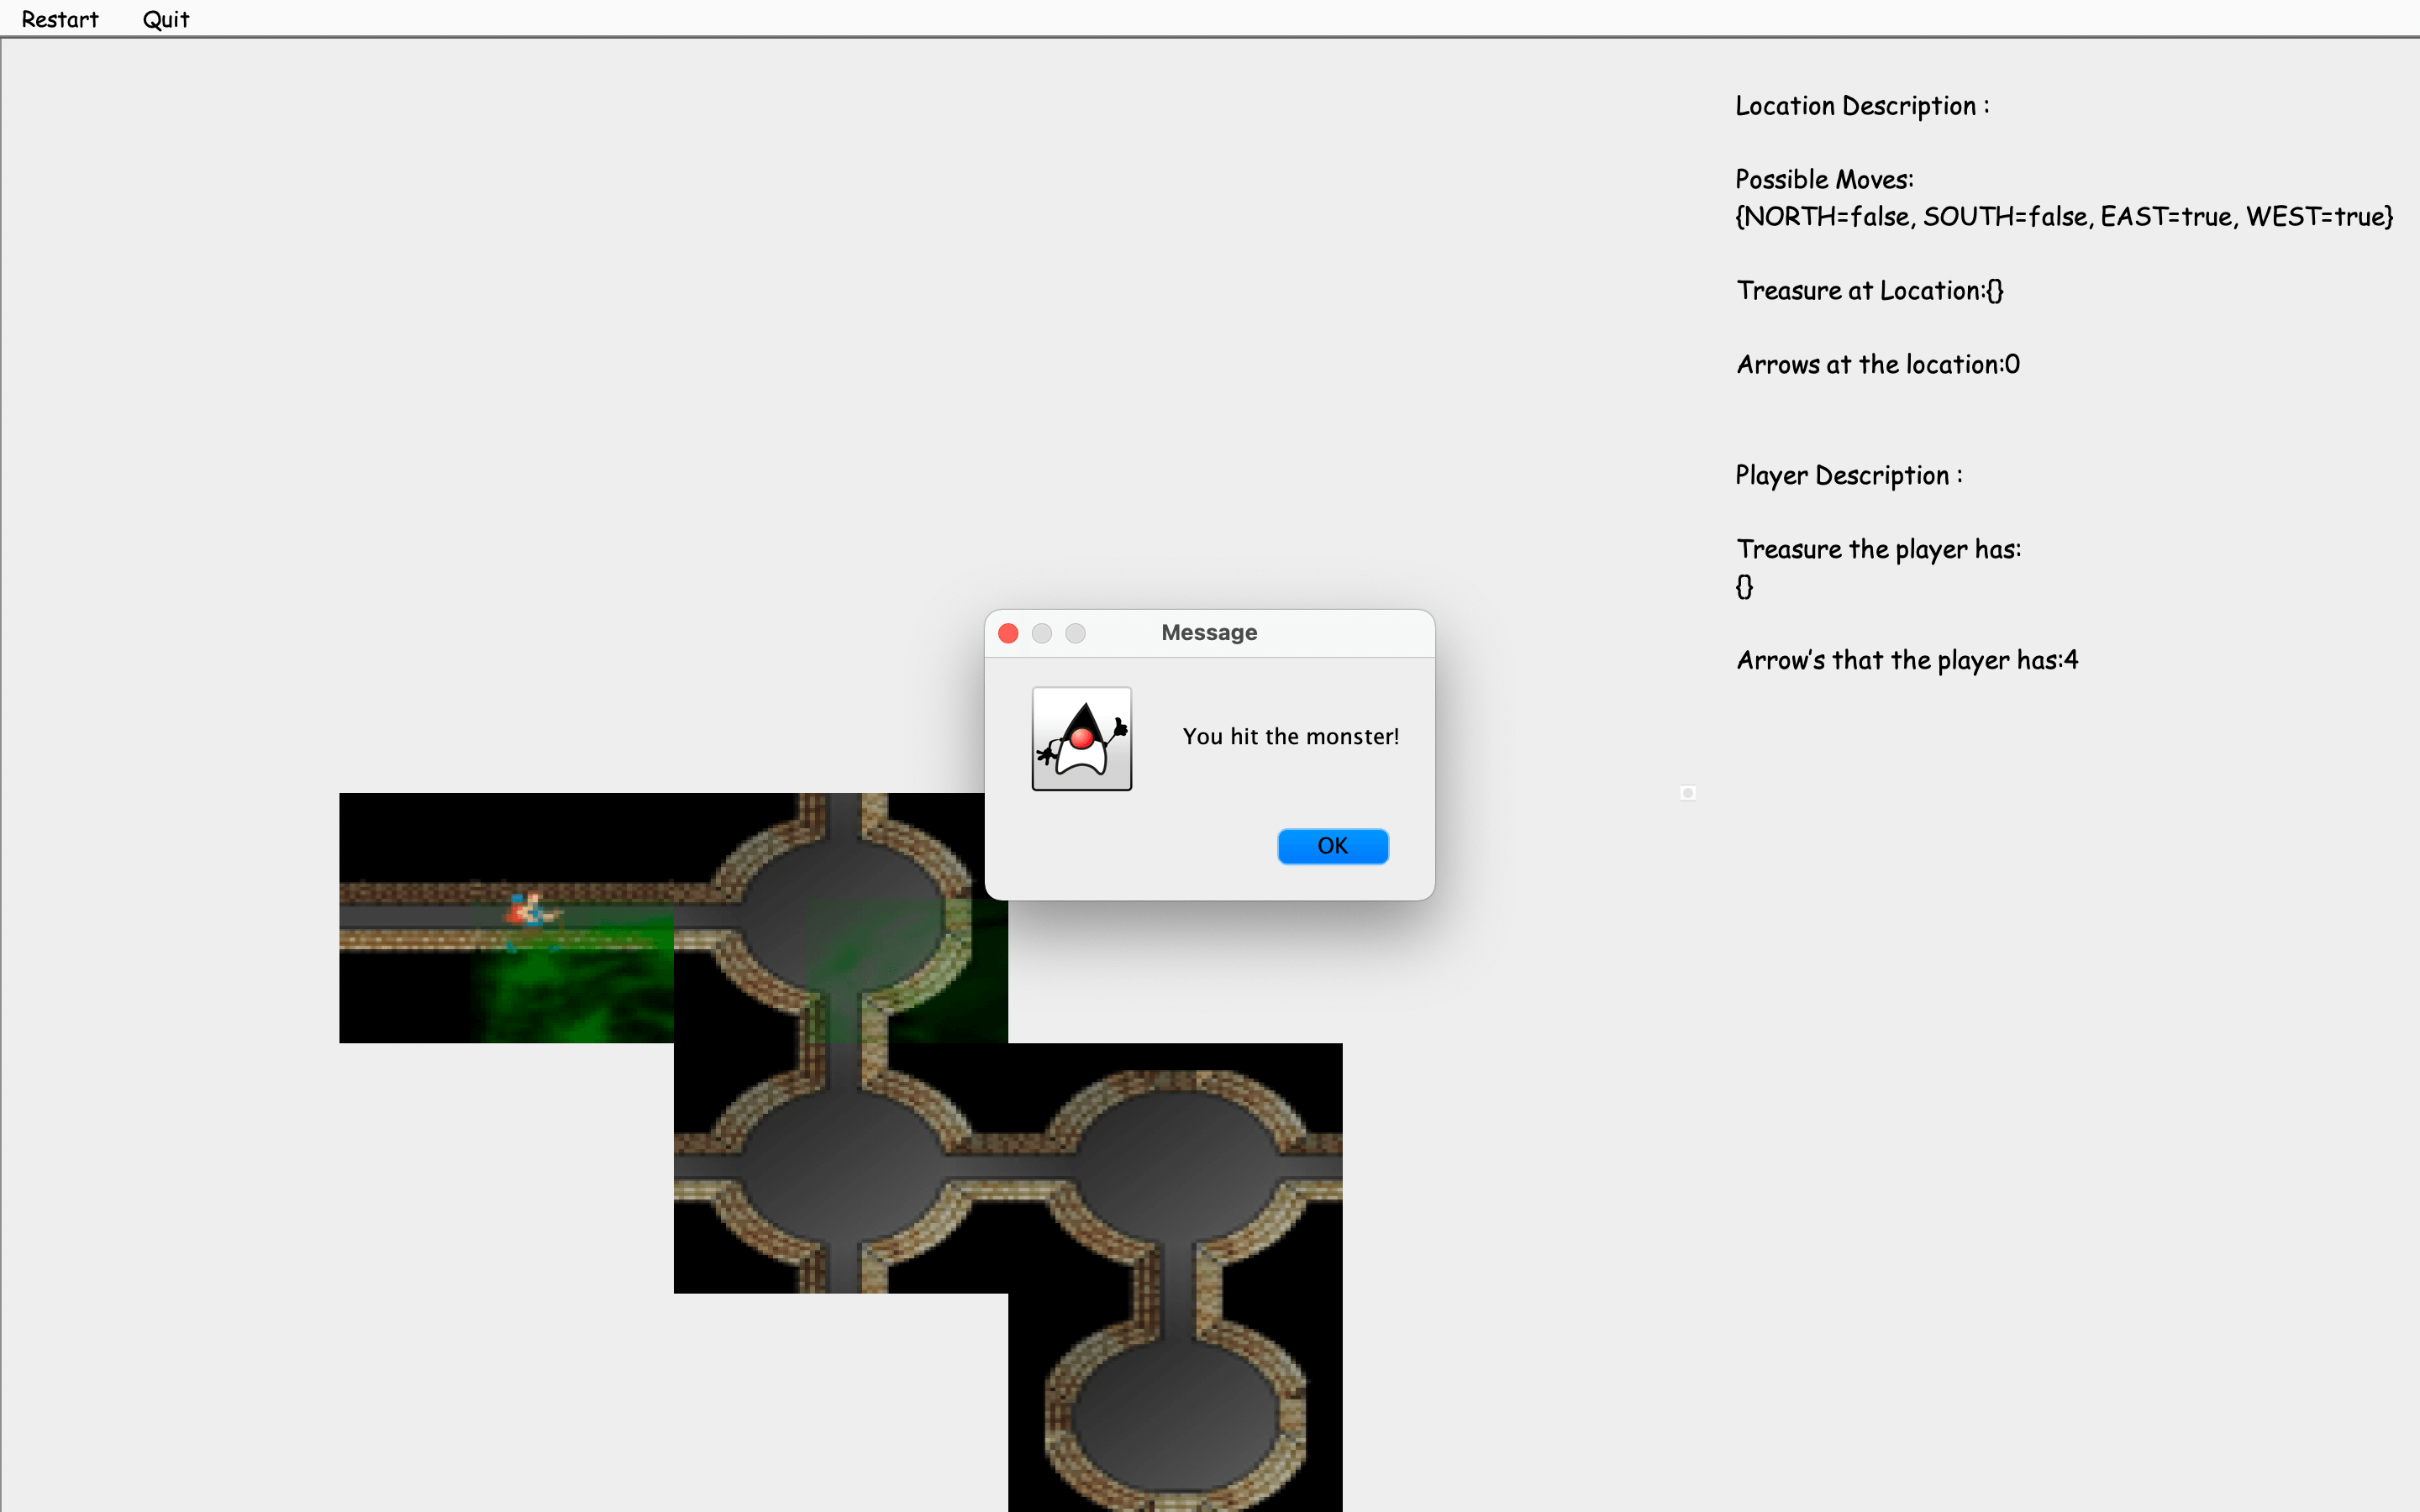 Restart Quit
Location Description :
Possible Moves:
{NORTH=false, SOUTH=false, EAST=true, WEST=true}
Treasure at Location:{}
Arrows at the location:0
Player Description :
Treasure the player has:
{}
Arrow's that the player has:4
Message
You hit the monster!
OK